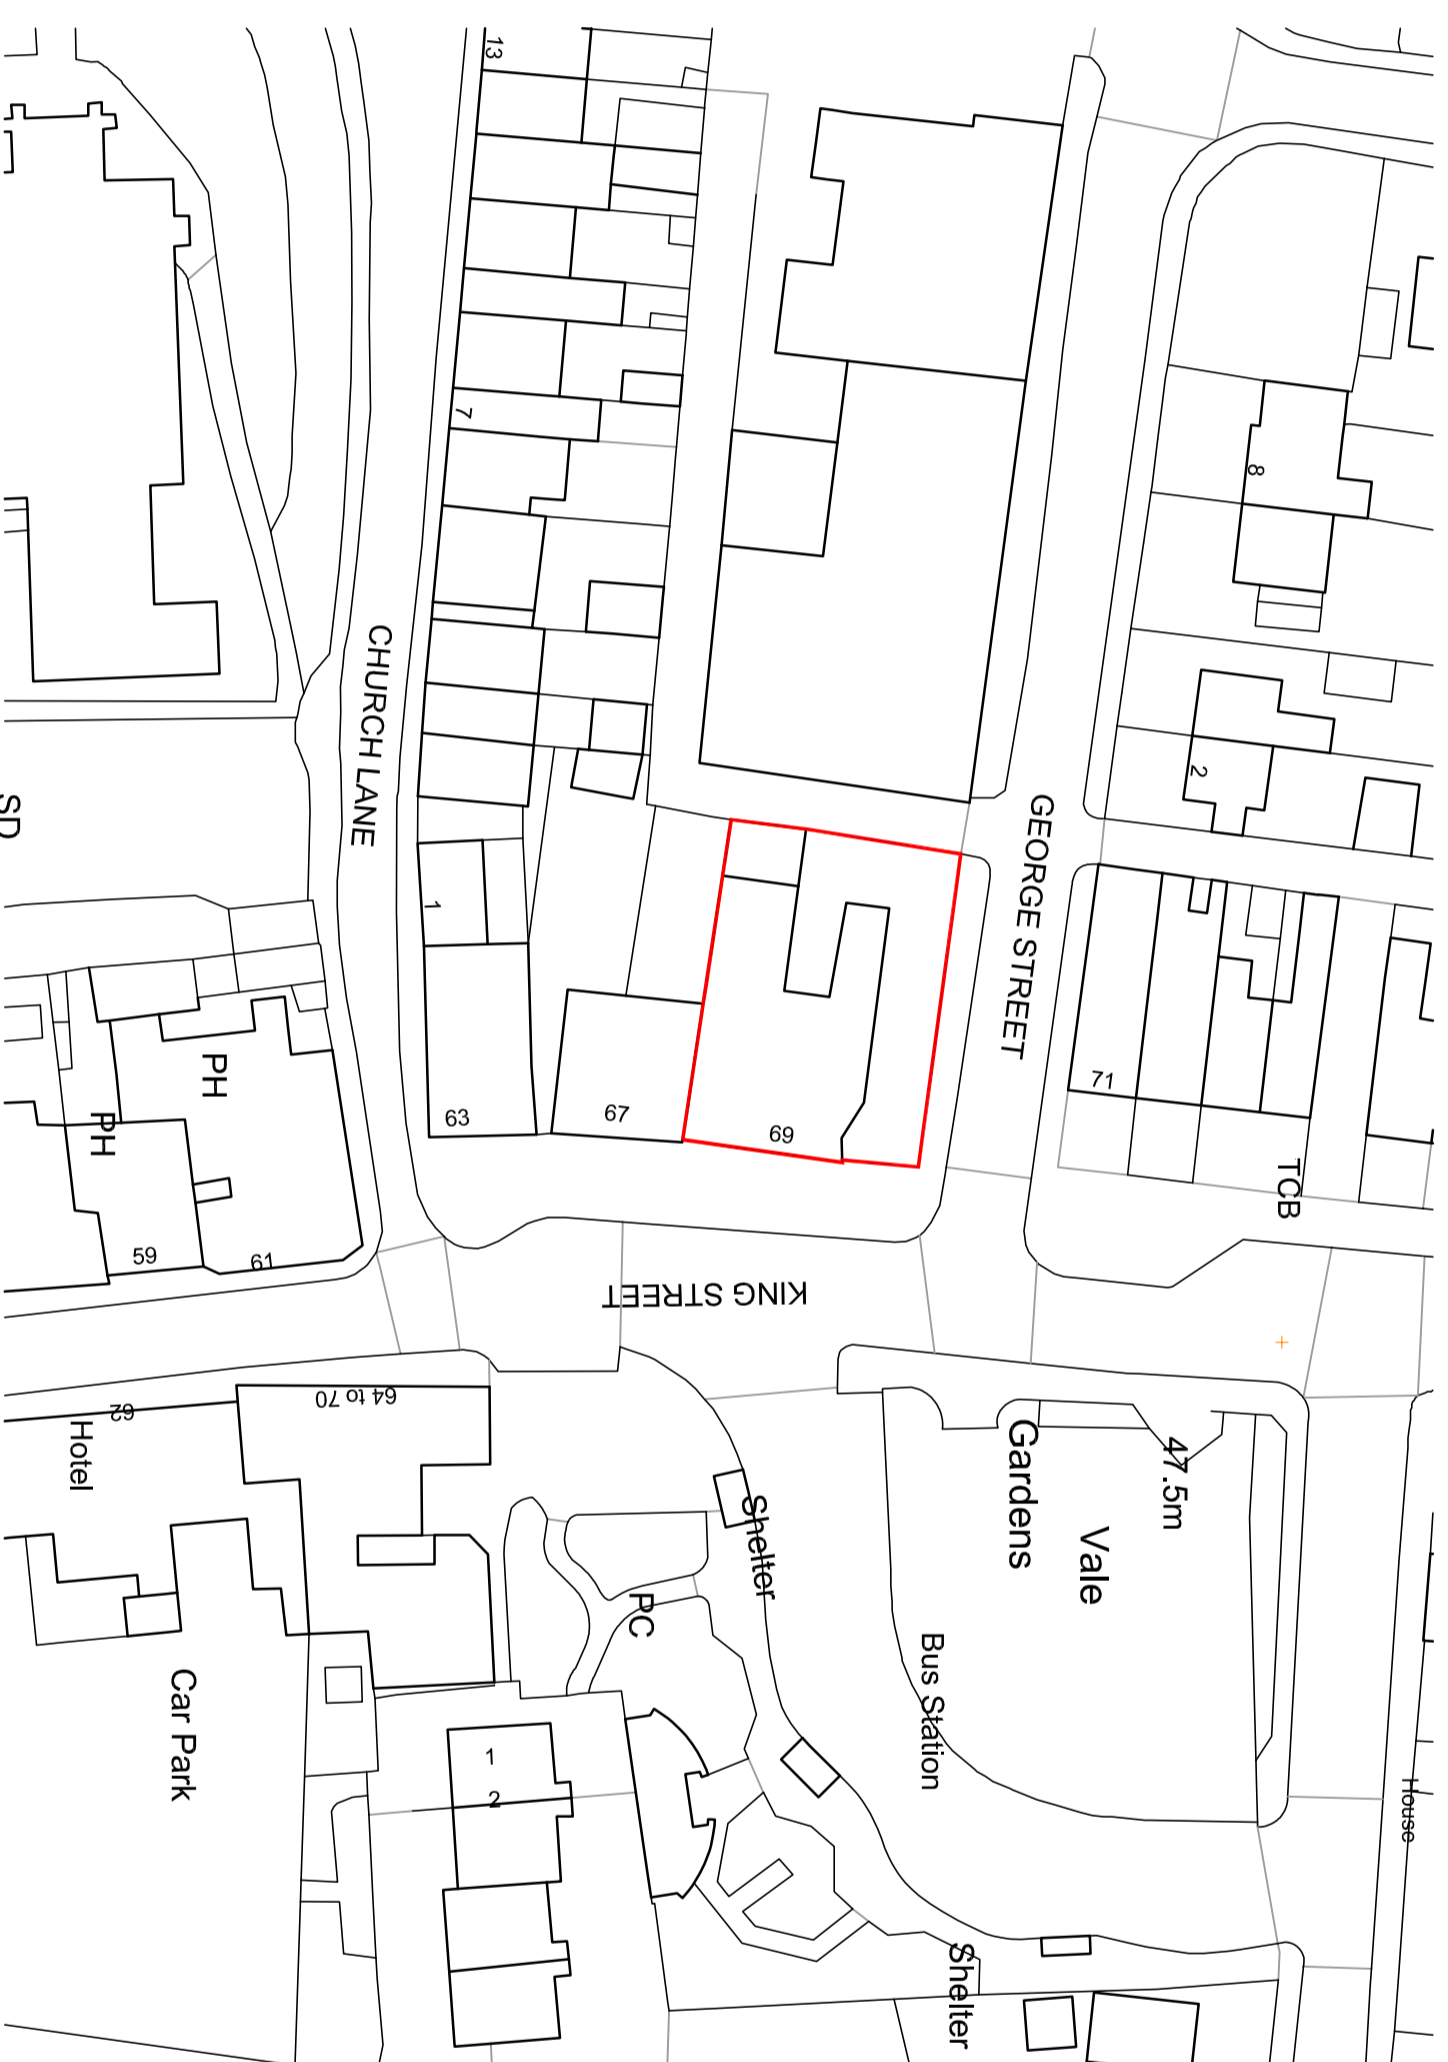 13
7
8
CHURCH LANE
2
SD
GEORGE STREET
1
PH
71
PH
63
67
69
TCB
59
61
KING STREET
64 to 70
62
Hotel
Gardens
47.5m
Shelter
Vale
PC
Bus Station
Car Park
1
2
House
Shelter